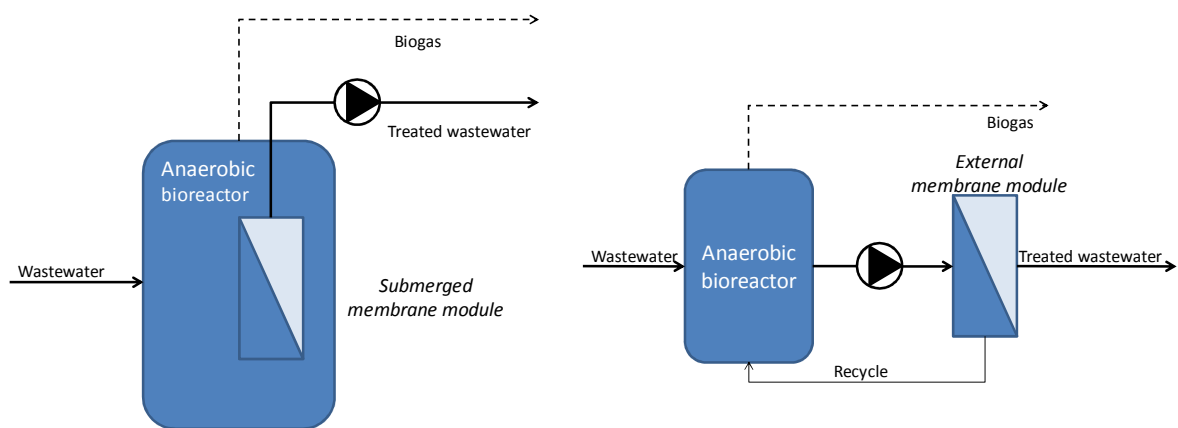 Biogas
Treated wastewater
Anaerobic
bioreactor
Wastewater
Submerged
membrane module
Biogas
External
membrane module
Wastewater
Anaerobic
bioreactor
Treated wastewater
Recycle